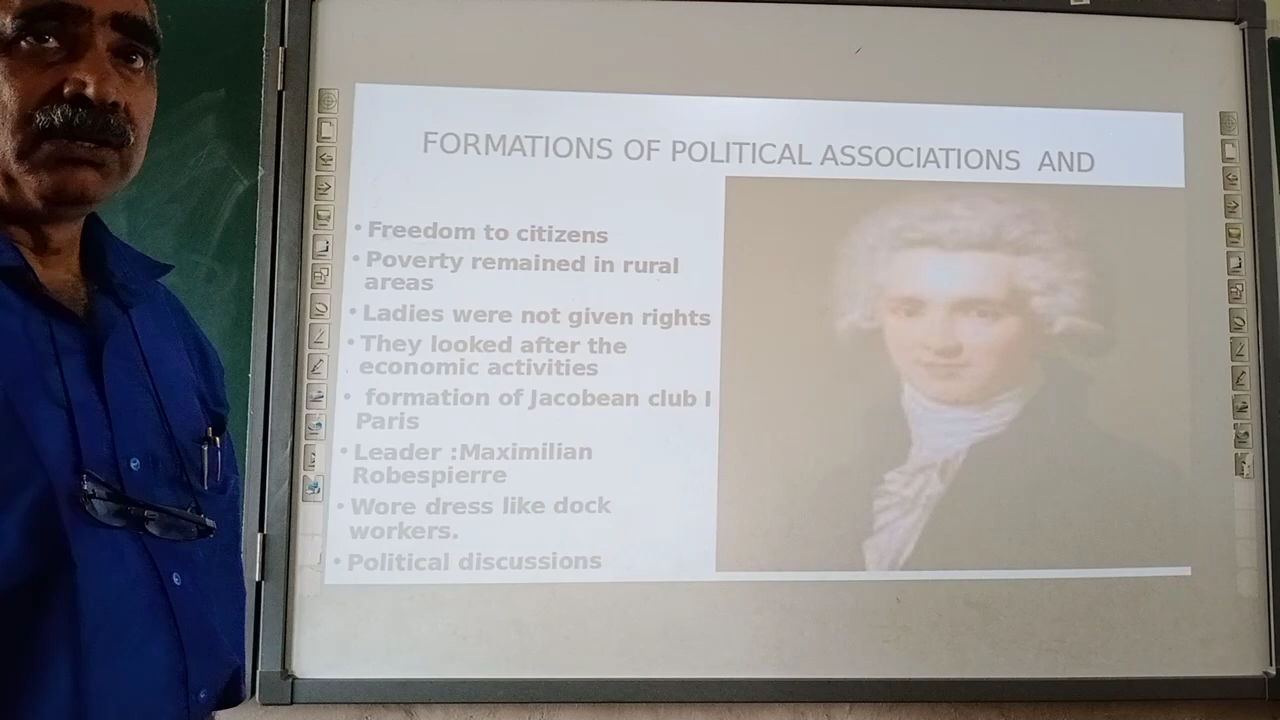 FORMATIONS OF POLITICAL ASSOCIATIONS AND
• Freedom to citizens
• Poverty remained in rural
areas
• Ladies were not given rights
• They looked after the
economic activities
• formation of Jacobean club I
Paris
• Leader :Maximilian
Robespierre
• Wore dress like dock
workers.
• Political discussions